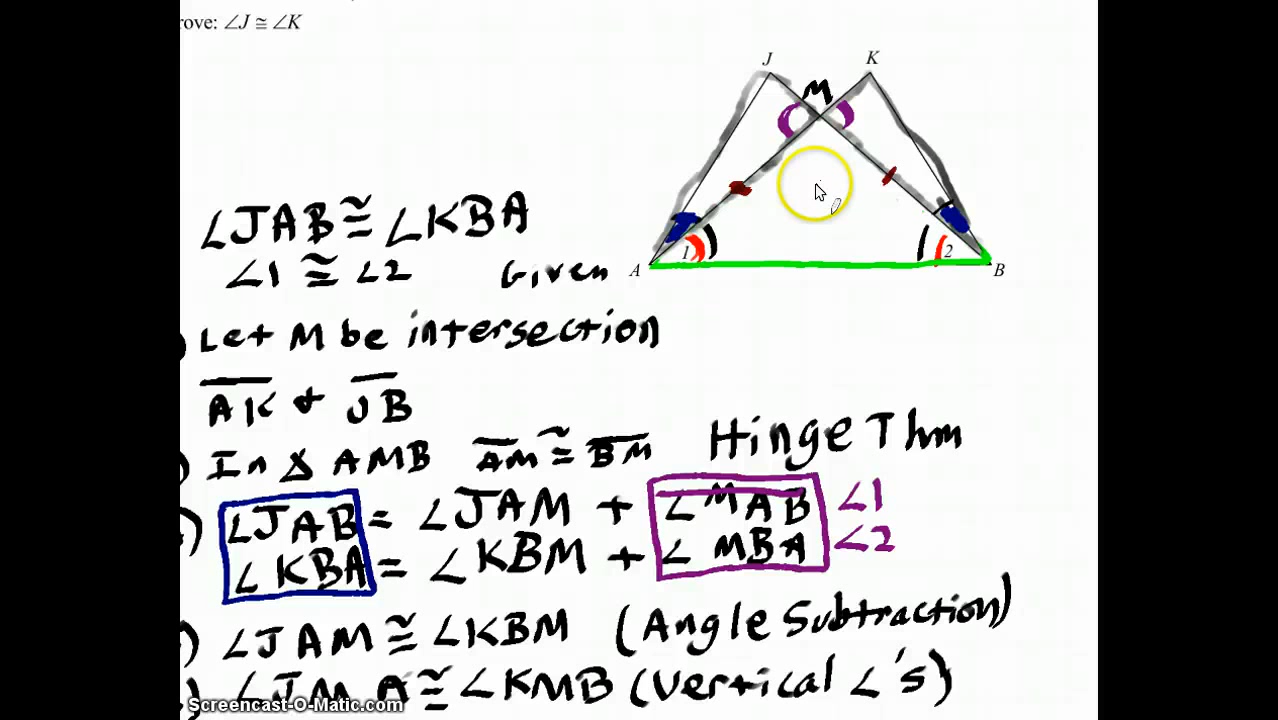 rove: ∠J ≅ ∠K
J
K
M
A
1
2
B
∠JAB ≅ ∠KBA
∠1 ≅ ∠2 Given
Let M be intersection
AK + JB
) In △ AMB AM ≅ BM Hinge Thm
) ∠JAB = ∠JAM + ∠MAB ∠1
∠KBA = ∠KBM + ∠MBA ∠2
) ∠JAM ≅ ∠KBM (Angle Subtraction)
) ∠JMA ≅ ∠KMB (Vertical ∠'s)
Screencast-O-Matic.com